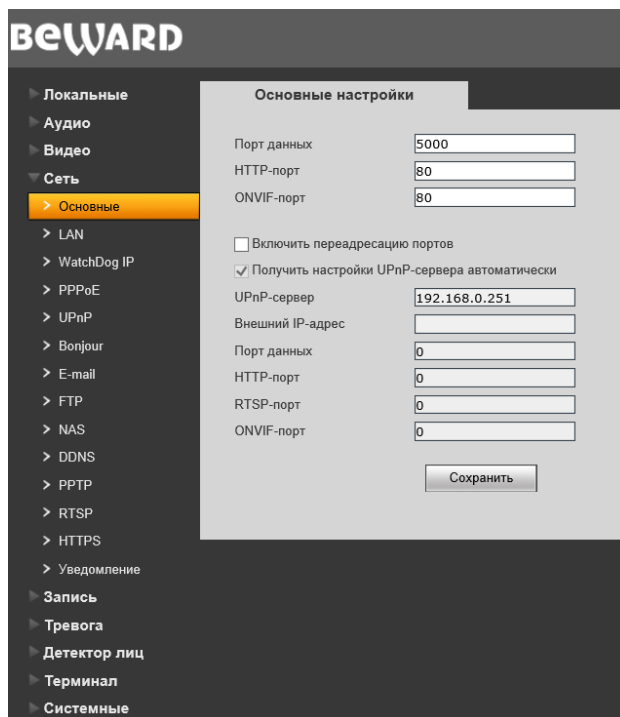 BEWARD
Локальные
Аудио
Видео
Сеть
Основные
LAN
WatchDog IP
PPPoE
UPnP
Bonjour
E-mail
FTP
NAS
DDNS
PPTP
RTSP
HTTPS
Уведомление
Запись
Тревога
Детектор лиц
Терминал
Системные
Основные настройки
Порт данных 5000
HTTP-порт 80
ONVIF-порт 80
Включить переадресацию портов
Получить настройки UPnP-сервера автоматически
UPnP-сервер 192.168.0.251
Внешний IP-адрес
Порт данных 0
HTTP-порт 0
RTSP-порт 0
ONVIF-порт 0
Сохранить